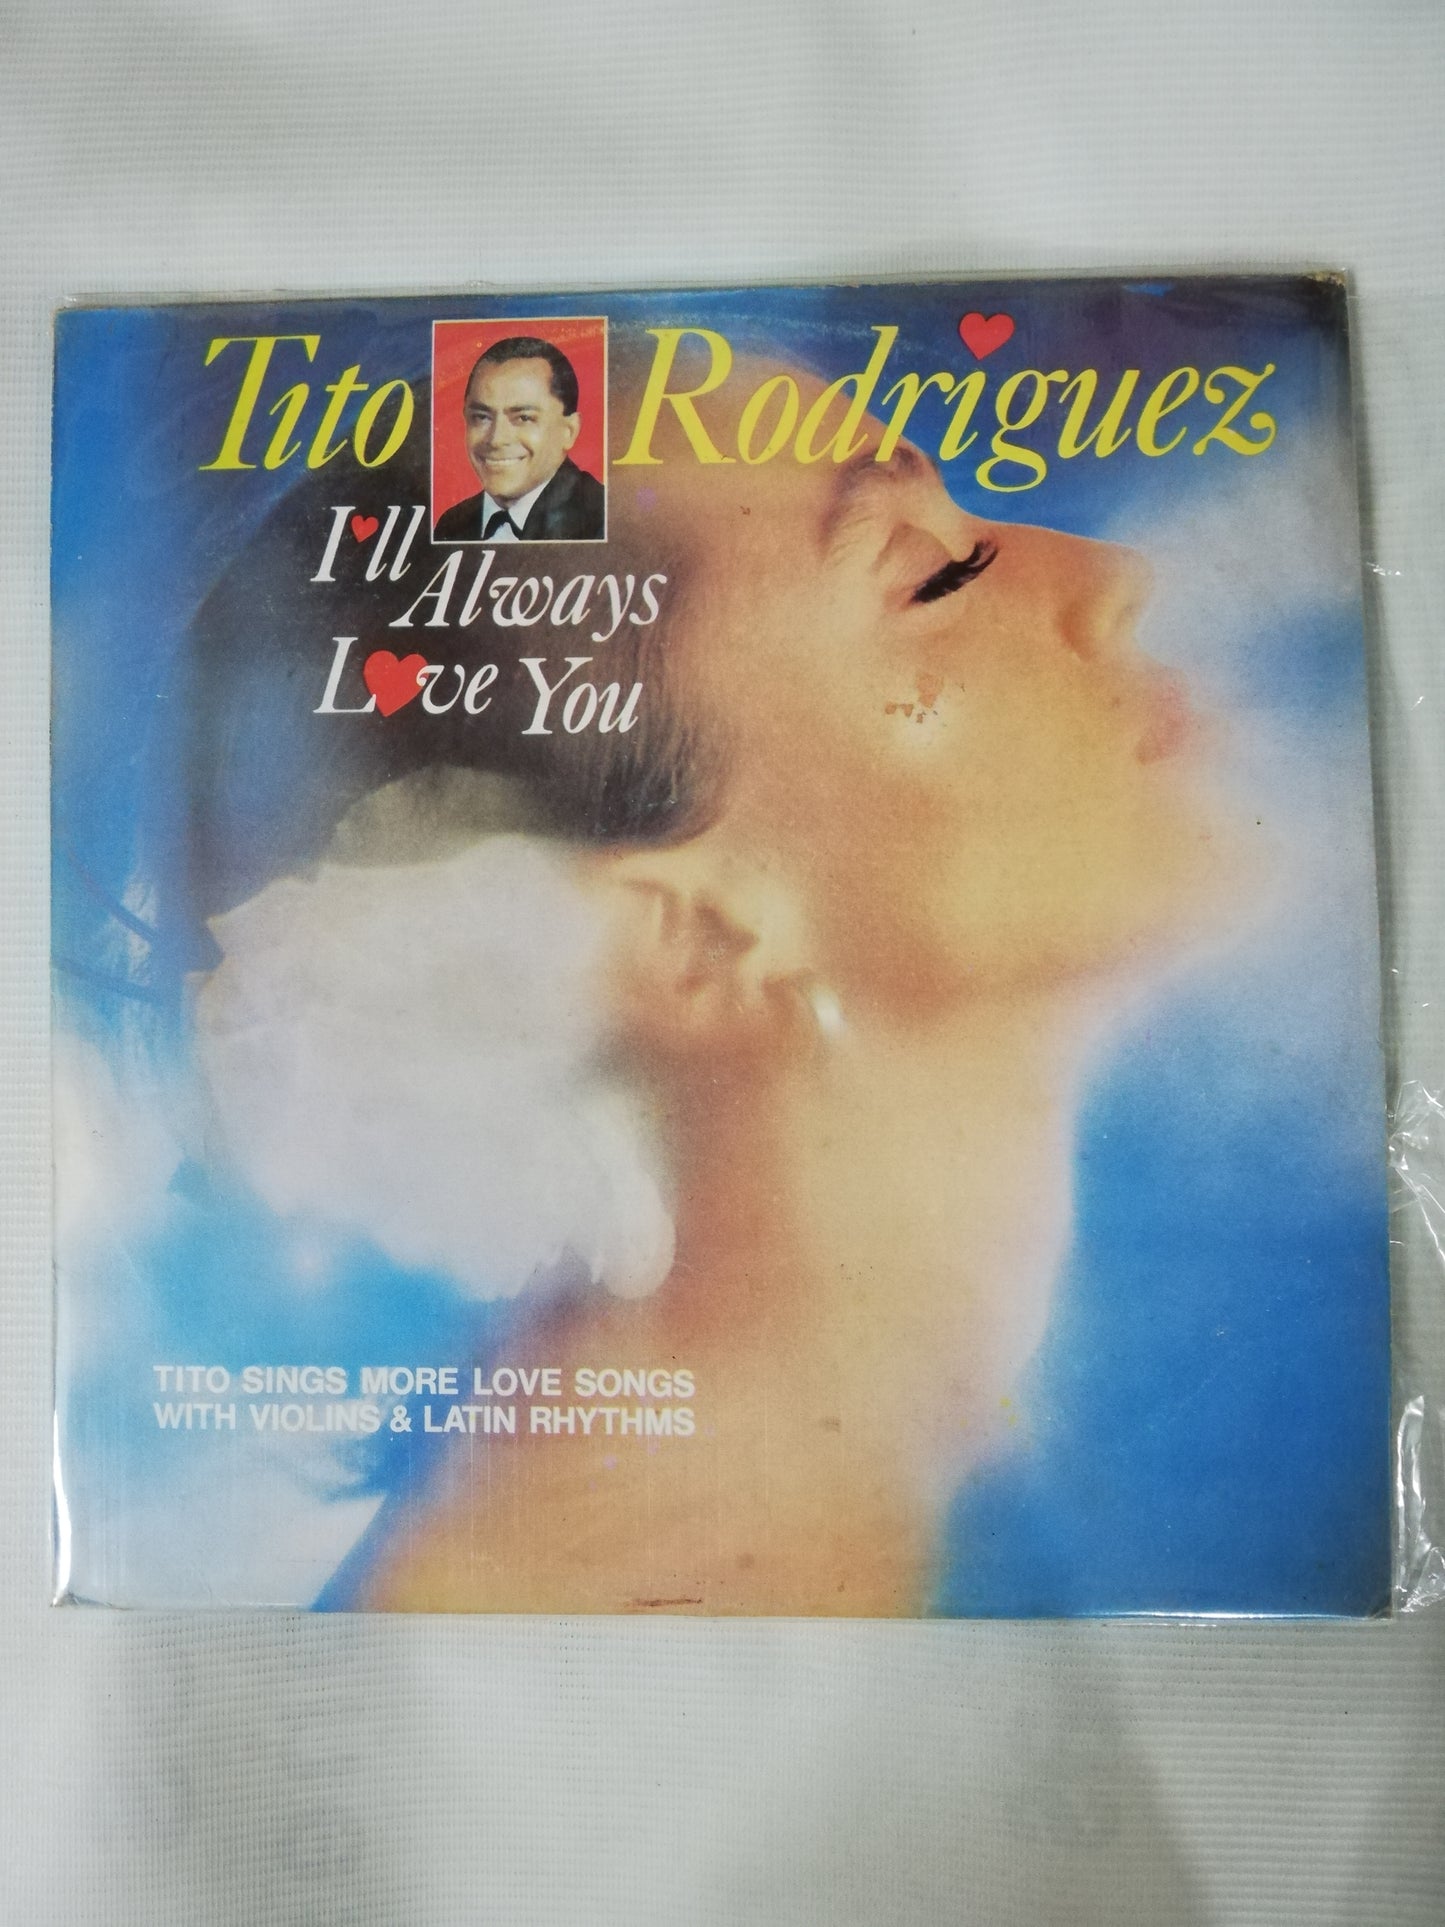 Tito Rodriguez
I'll
Always
Love You
TITO SINGS MORE LOVE SONGS
WITH VIOLINS & LATIN RHYTHMS